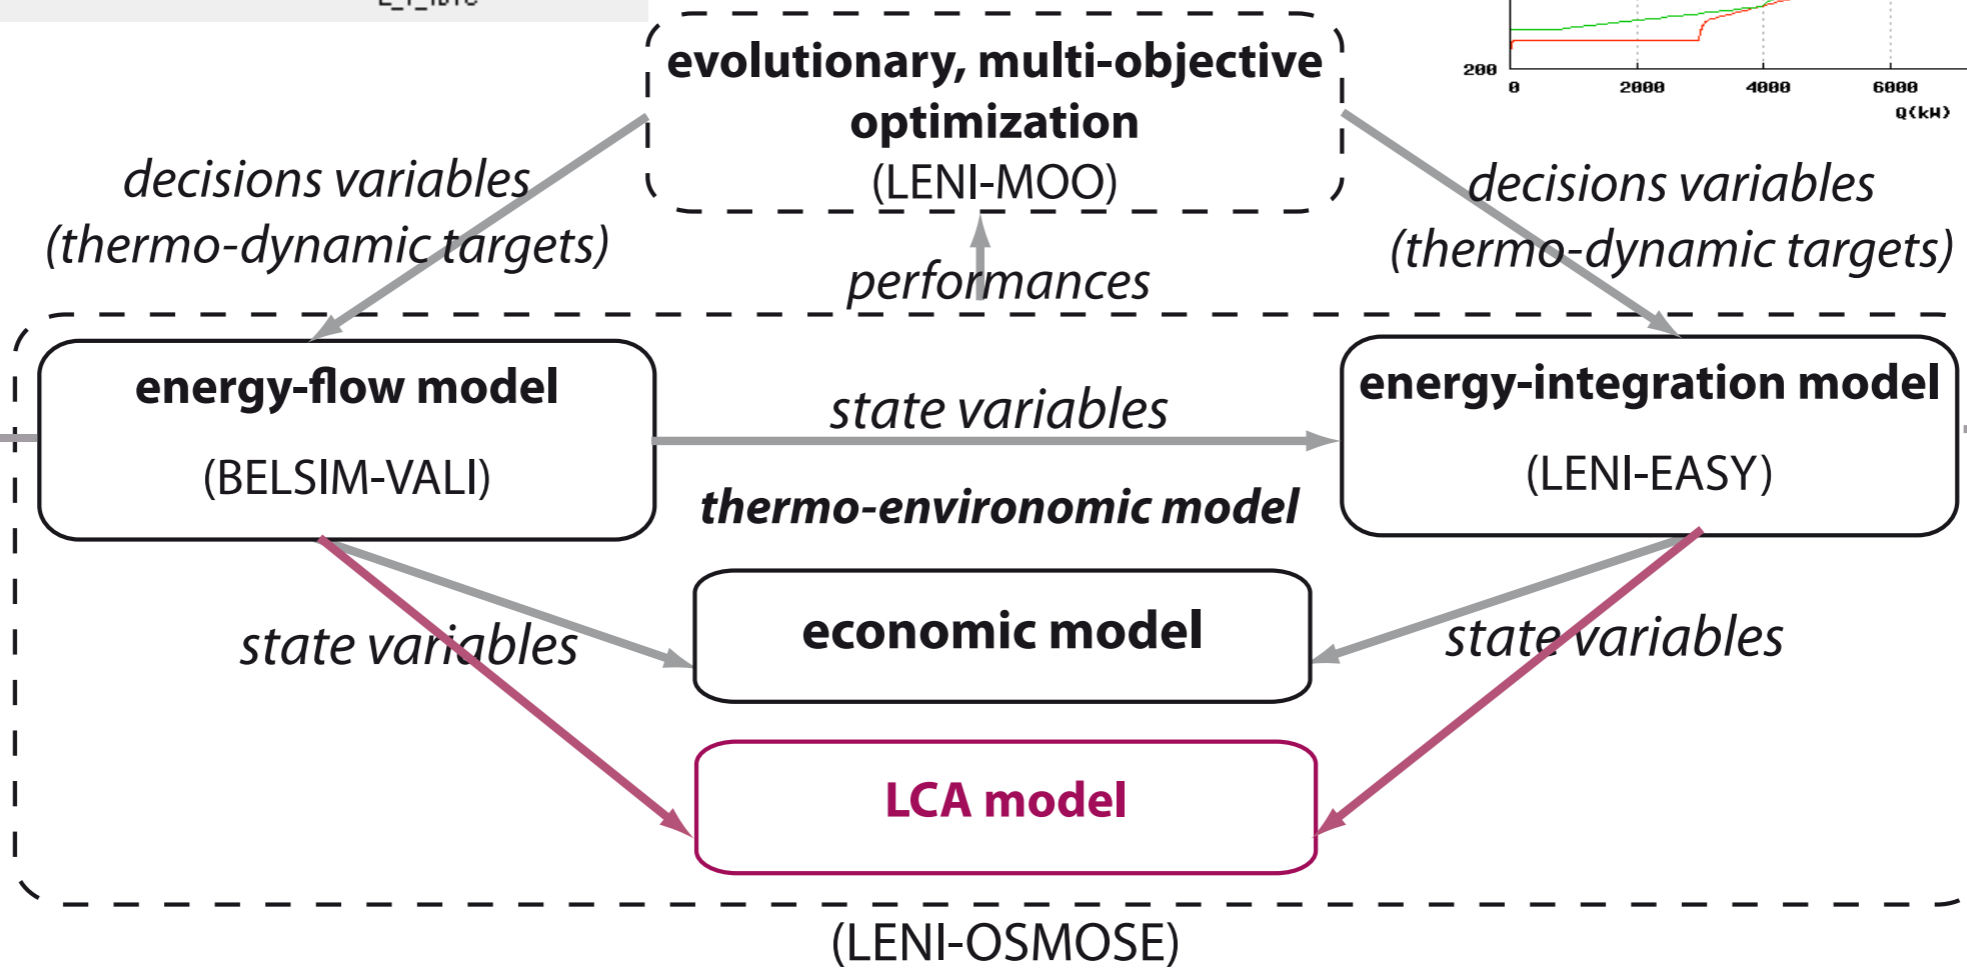 evolutionary, multi-objective
optimization
(LENI-MOO)
200
0 2000 4000 6000
Q(kW)
decisions variables
(thermo-dynamic targets)
performances
decisions variables
(thermo-dynamic targets)
energy-flow model
(BELSIM-VALI)
state variables
energy-integration model
(LENI-EASY)
thermo-environomic model
economic model
state variables
state variables
LCA model
(LENI-OSMOSE)